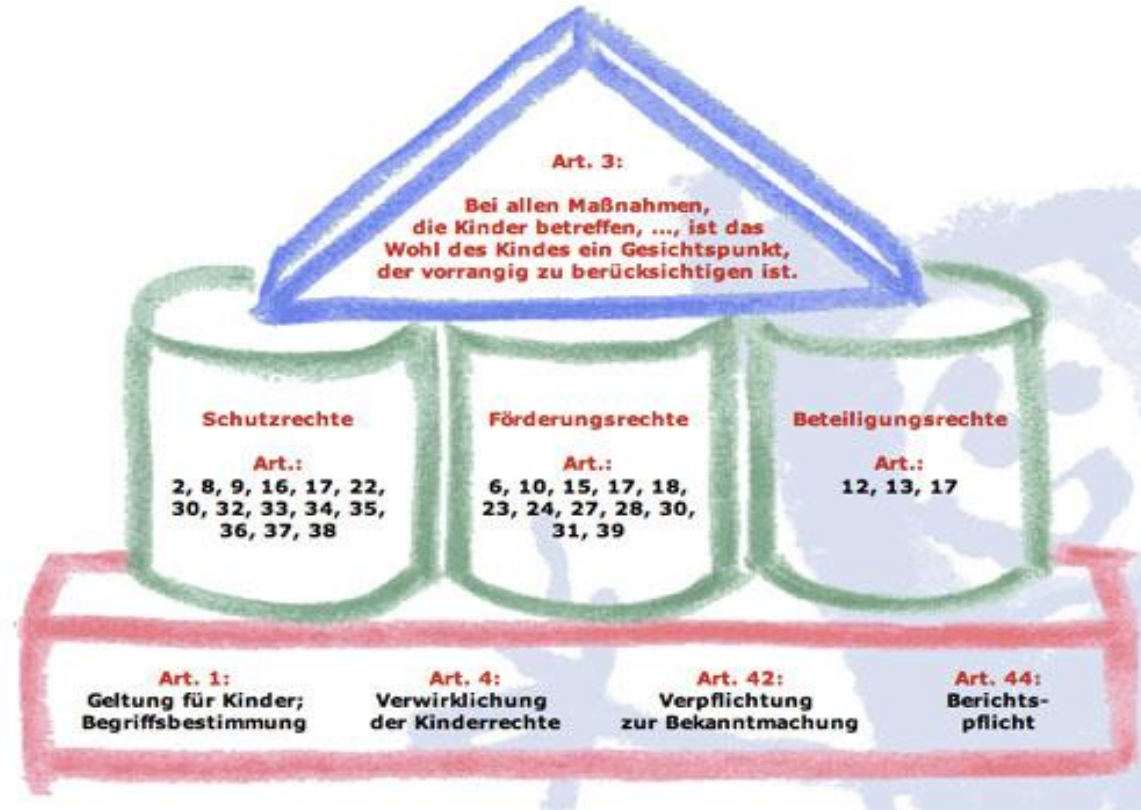 Art. 3:
Bei allen Maßnahmen,
die Kinder betreffen, ..., ist das
Wohl des Kindes ein Gesichtspunkt,
der vorrangig zu berücksichtigen ist.
Schutzrechte
Art.:
2, 8, 9, 16, 17, 22,
30, 32, 33, 34, 35,
36, 37, 38
Förderungsrechte
Art.:
6, 10, 15, 17, 18,
23, 24, 27, 28, 30,
31, 39
Beteiligungsrechte
Art.:
12, 13, 17
Art. 1:
Geltung für Kinder;
Begriffsbestimmung
Art. 4:
Verwirklichung
der Kinderrechte
Art. 42:
Verpflichtung
zur Bekanntmachung
Art. 44:
Berichts-
pflicht